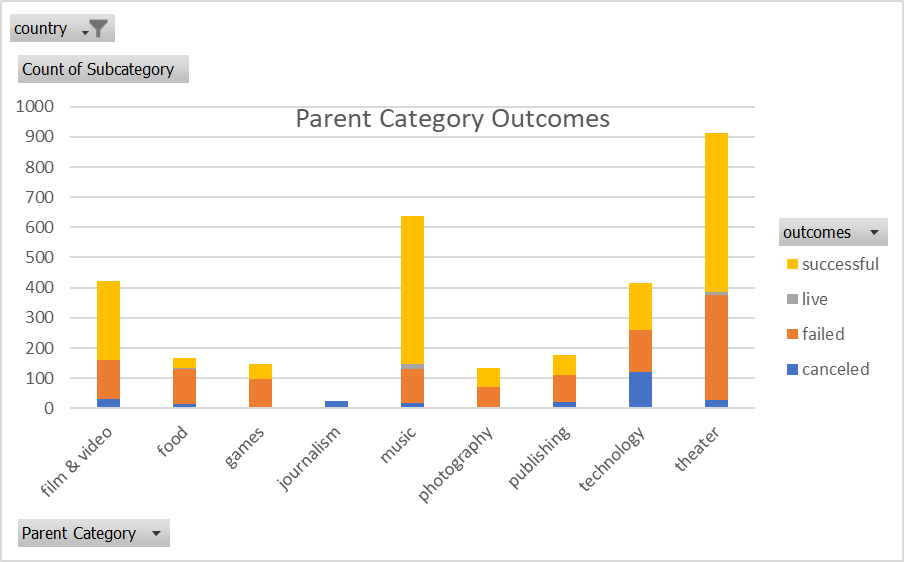 country
Count of Subcategory
Parent Category Outcomes
1000
900
800
700
600
500
400
300
200
100
0
film & video
food
games
journalism
music
photography
publishing
technology
theater
outcomes
successful
live
failed
canceled
Parent Category